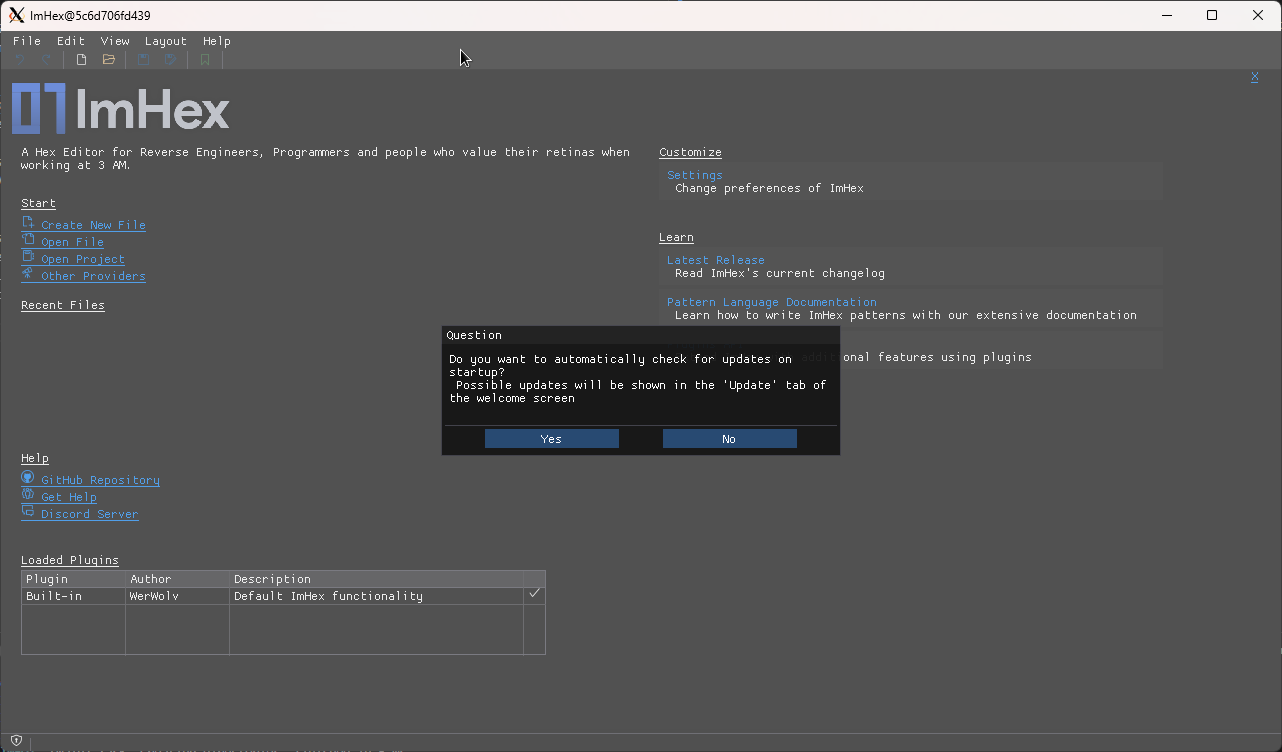 ImHex@5c6d706fd439
File Edit View Layout Help
X
ImHex
A Hex Editor for Reverse Engineers, Programmers and people who value their retinas when
working at 3 AM.
Start
Create New File
Open File
Open Project
Other Providers
Recent Files
Customize
Settings
Change preferences of ImHex
Learn
Latest Release
Read ImHex's current changelog
Pattern Language Documentation
Learn how to write ImHex patterns with our extensive documentation
additional features using plugins
Question
Do you want to automatically check for updates on
startup?
Possible updates will be shown in the 'Update' tab of
the welcome screen
Yes No
Help
GitHub Repository
Get Help
Discord Server
Loaded Plugins
Plugin Author Description
Built-in WerWolv Default ImHex functionality